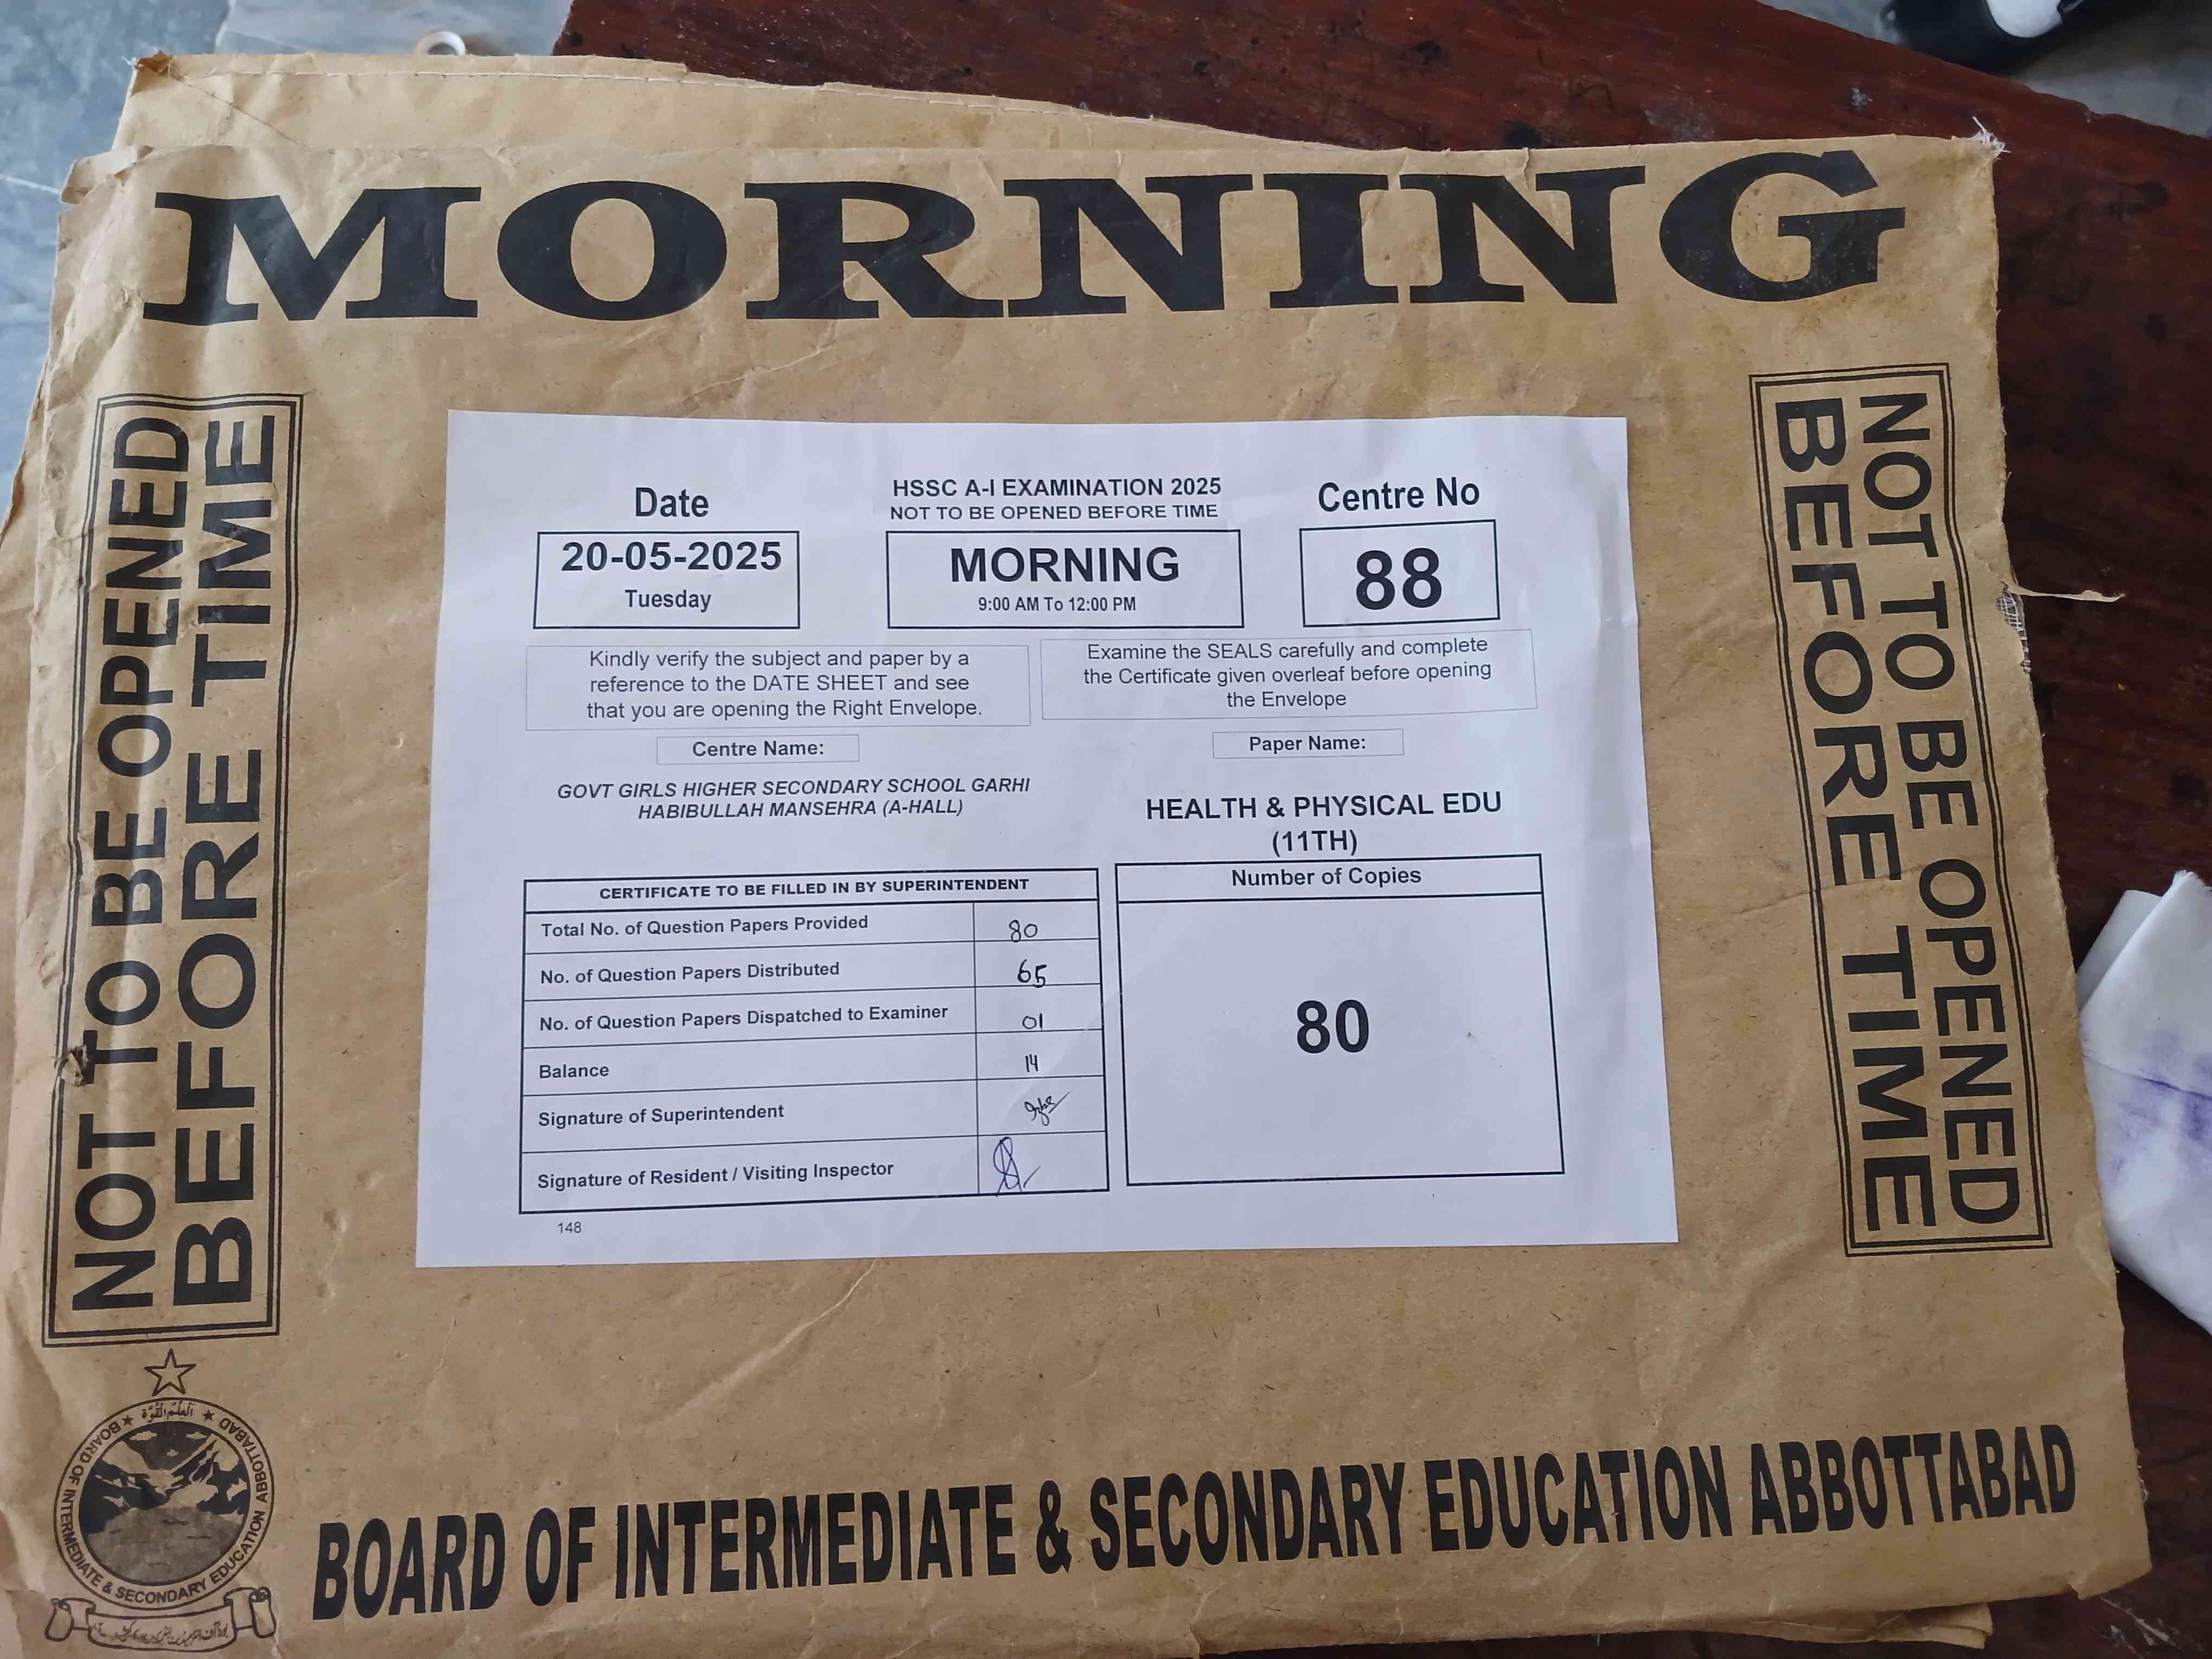 MORNING
NOT TO BE OPENED
BEFORE TIME
Date
20-05-2025
Tuesday
HSSC A-I EXAMINATION 2025
NOT TO BE OPENED BEFORE TIME
MORNING
9:00 AM To 12:00 PM
Centre No
88
Kindly verify the subject and paper by a
reference to the DATE SHEET and see
that you are opening the Right Envelope.
Examine the SEALS carefully and complete
the Certificate given overleaf before opening
the Envelope
Centre Name:
GOVT GIRLS HIGHER SECONDARY SCHOOL GARHI
HABIBULLAH MANSEHRA (A-HALL)
Paper Name:
HEALTH & PHYSICAL EDU
(11TH)
CERTIFICATE TO BE FILLED IN BY SUPERINTENDENT
Total No. of Question Papers Provided 80
No. of Question Papers Distributed 65
No. of Question Papers Dispatched to Examiner 01
Balance 14
Signature of Superintendent
Signature of Resident / Visiting Inspector
148
Number of Copies
80
NOT TO BE OPENED
BEFORE TIME
BOARD OF INTERMEDIATE & SECONDARY EDUCATION ABBOTTABAD
BOARD OF INTERMEDIATE & SECONDARY EDUCATION ABBOTTABAD